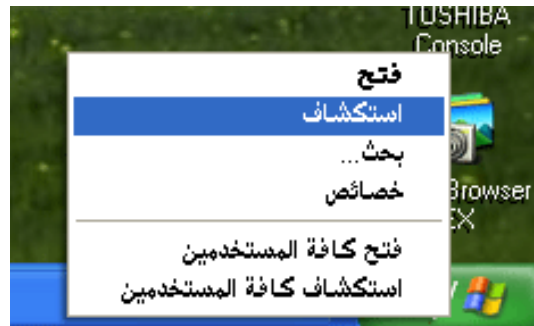 TOSHIBA
Console
فتح
استكشاف
بحث...
خصائص
Browser
EX
فتح كافة المستخدمين
استكشاف كافة المستخدمين